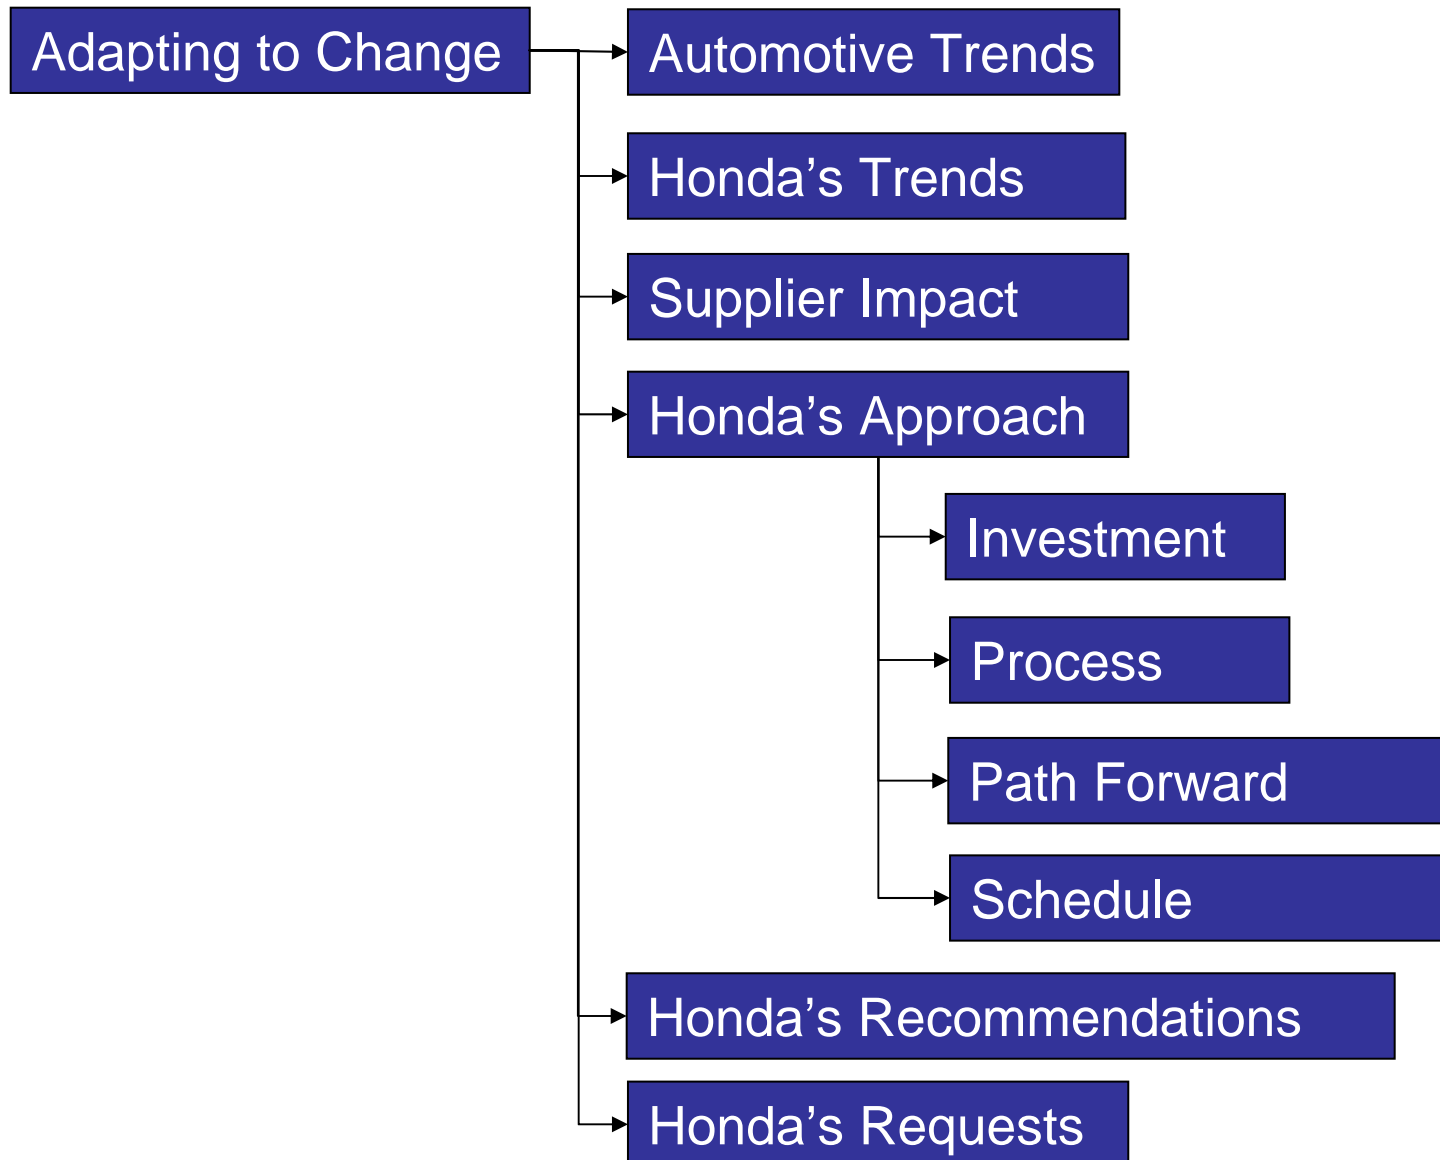 Adapting to Change
Automotive Trends
Honda’s Trends
Supplier Impact
Honda’s Approach
Investment
Process
Path Forward
Schedule
Honda’s Recommendations
Honda’s Requests